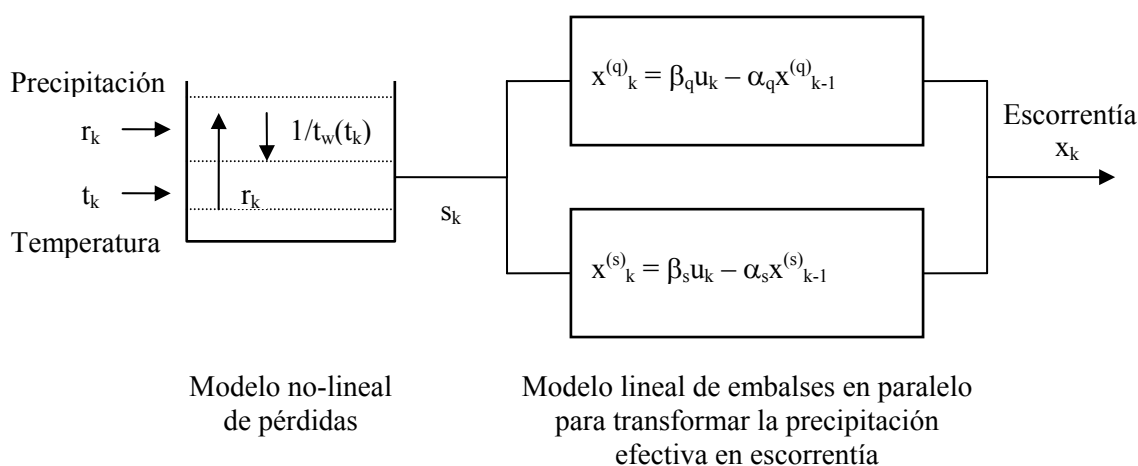 Precipitación
r_k
t_k
Temperatura
1/t_w(t_k)
r_k
s_k
x^(q)_k = β_q u_k – α_q x^(q)_k-1
x^(s)_k = β_s u_k – α_s x^(s)_k-1
Escorrentía
x_k
Modelo no-lineal
de pérdidas
Modelo lineal de embalses en paralelo
para transformar la precipitación
efectiva en escorrentía